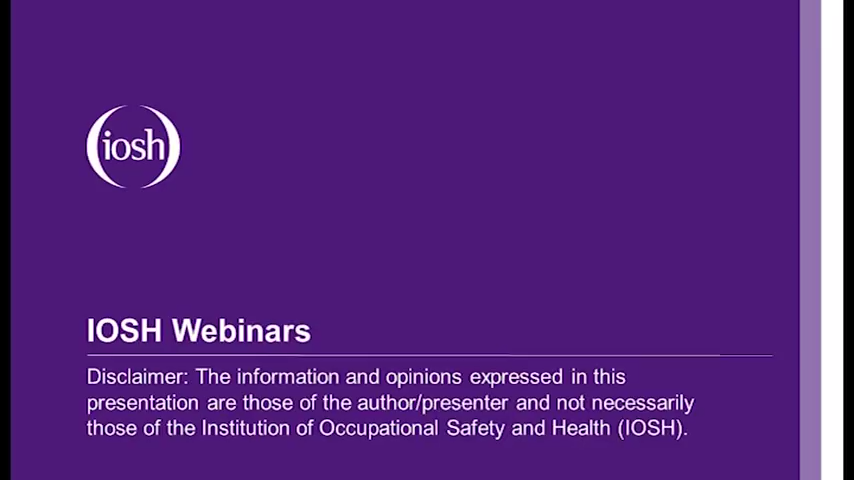 iosh
IOSH Webinars
Disclaimer: The information and opinions expressed in this
presentation are those of the author/presenter and not necessarily
those of the Institution of Occupational Safety and Health (IOSH).